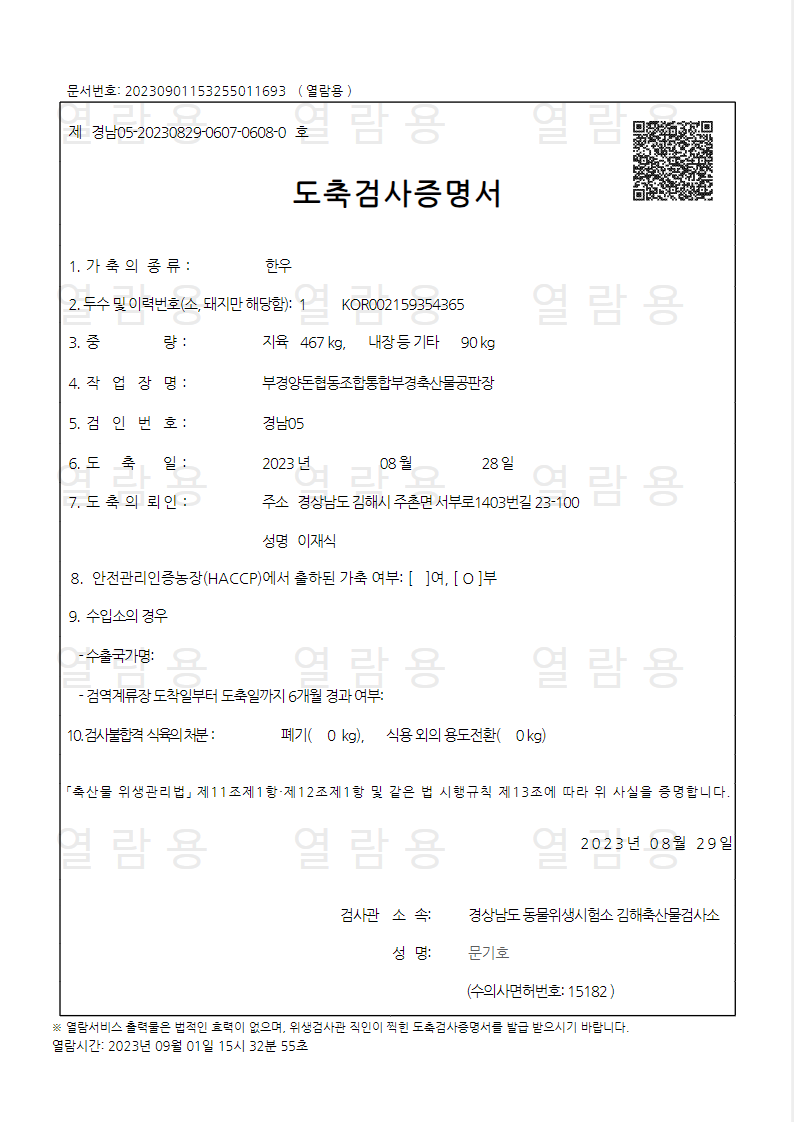 문서번호: 20230901153255011693 ( 열람용 )
열 람 용 열 람 용 열 람 용
제 경남05-20230829-0607-0608-0 호
도축검사증명서
1. 가 축 의 종 류 : 한우
2. 두수 및 이력번호(소, 돼지만 해당함): 1 KOR002159354365
열 람 용 열 람 용 열 람 용
3. 중 량 : 지육 467 kg, 내장 등 기타 90 kg
4. 작 업 장 명 : 부경양돈협동조합통합부경축산물공판장
5. 검 인 번 호 : 경남05
6. 도 축 일 : 2023 년 08 월 28 일
열 람 용 열 람 용 열 람 용
7. 도 축 의 뢰 인 : 주소 경상남도 김해시 주촌면 서부로1403번길 23-100
성명 이재식
8. 안전관리인증농장(HACCP)에서 출하된 가축 여부: [ ]여, [ O ]부
9. 수입소의 경우
- 수출국가명:
열 람 용 열 람 용 열 람 용
- 검역계류장 도착일부터 도축일까지 6개월 경과 여부:
10.검사불합격 식육의 처분 : 폐기( 0 kg), 식용 외의 용도전환( 0 kg)
「축산물 위생관리법」 제11조제1항·제12조제1항 및 같은 법 시행규칙 제13조에 따라 위 사실을 증명합니다.
2023년 08월 29일
열 람 용 열 람 용 열 람 용
검사관 소 속: 경상남도 동물위생시험소 김해축산물검사소
성 명: 문기호
(수의사면허번호: 15182 )
※ 열람서비스 출력물은 법적인 효력이 없으며, 위생검사관 직인이 찍힌 도축검사증명서를 발급 받으시기 바랍니다.
열람시간: 2023년 09월 01일 15시 32분 55초